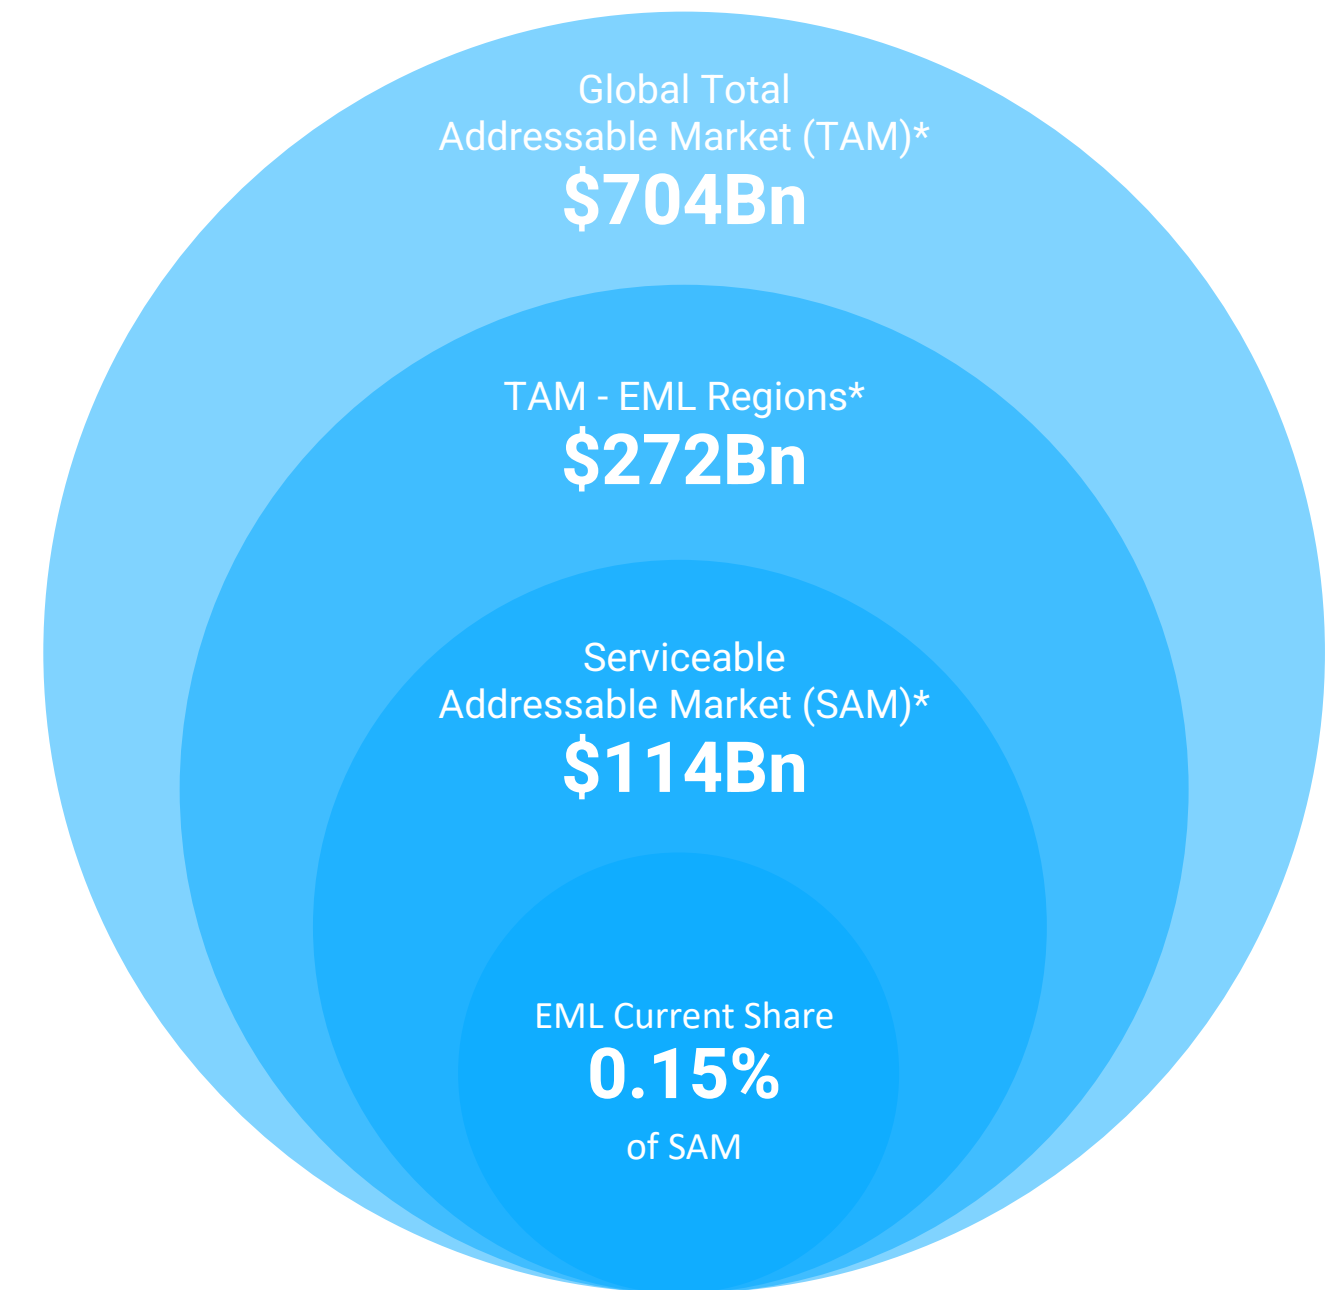 Global Total
Addressable Market (TAM)*
$704Bn
TAM - EML Regions*
$272Bn
Serviceable
Addressable Market (SAM)*
$114Bn
EML Current Share
0.15%
of SAM